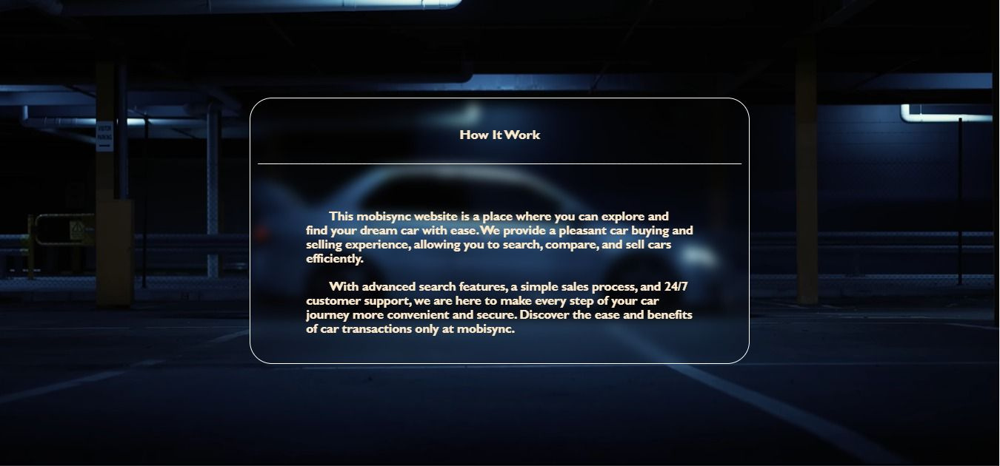 VISITOR
PARKING
How It Work
This mobisync website is a place where you can explore and
find your dream car with ease. We provide a pleasant car buying and
selling experience, allowing you to search, compare, and sell cars
efficiently.
With advanced search features, a simple sales process, and 24/7
customer support, we are here to make every step of your car
journey more convenient and secure. Discover the ease and benefits
of car transactions only at mobisync.